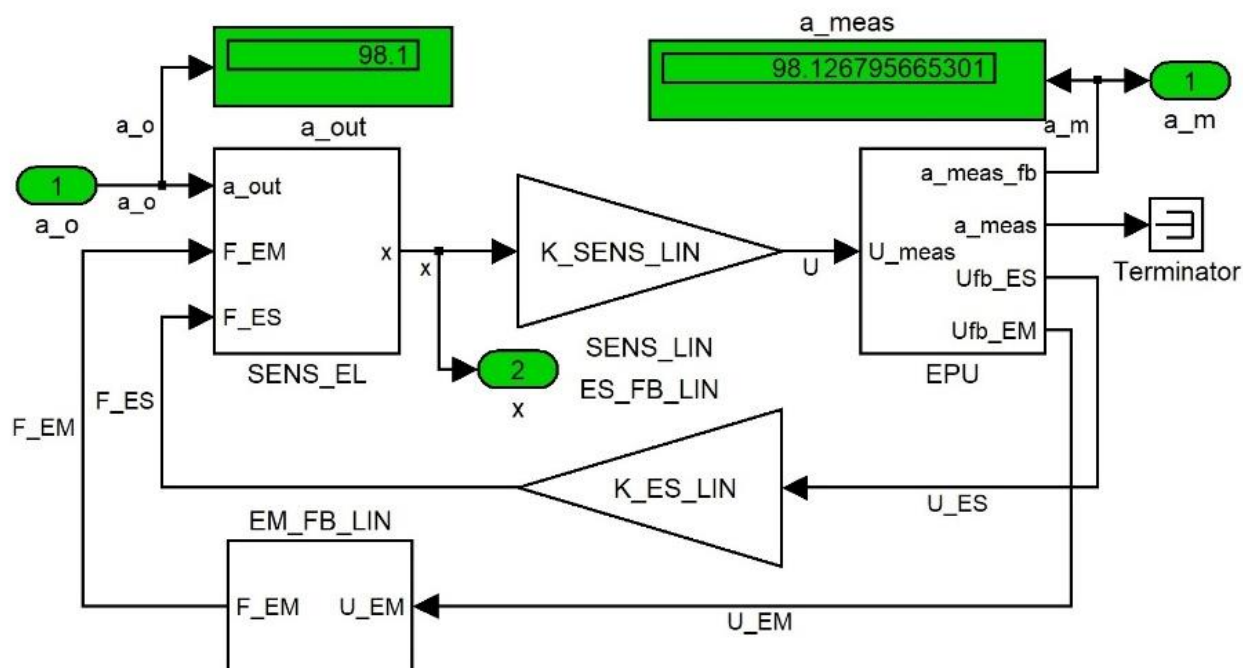 a_meas
98.1
98.126795665301
1
a_o
a_out
a_m
a_m
1
a_o
a_o
a_out
F_EM
F_ES
x
x
SENS_EL
K_SENS_LIN
U
U_meas
a_meas_fb
a_meas
Ufb_ES
Ufb_EM
EPU
Terminator
2
x
SENS_LIN
ES_FB_LIN
F_ES
F_EM
K_ES_LIN
U_ES
EM_FB_LIN
F_EM
U_EM
U_EM